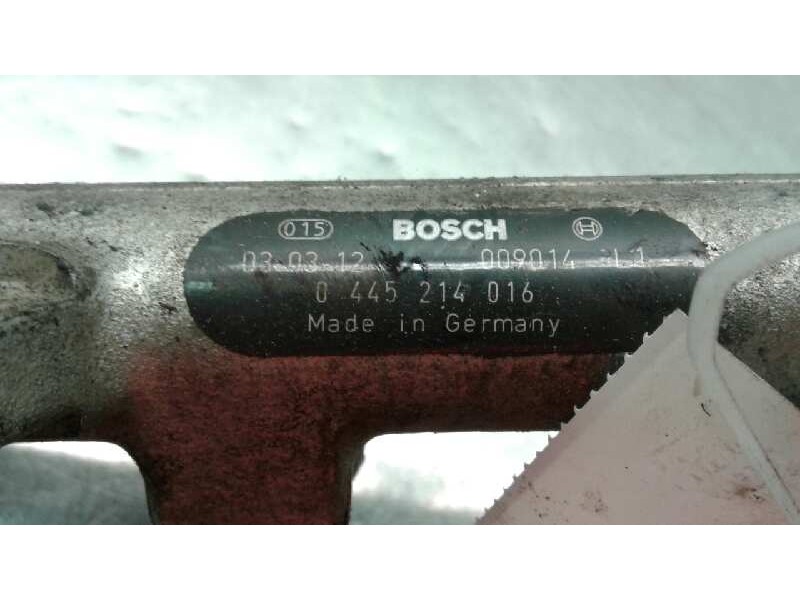 015 BOSCH
03-03-12 009014
0 445 214 016
Made in Germany